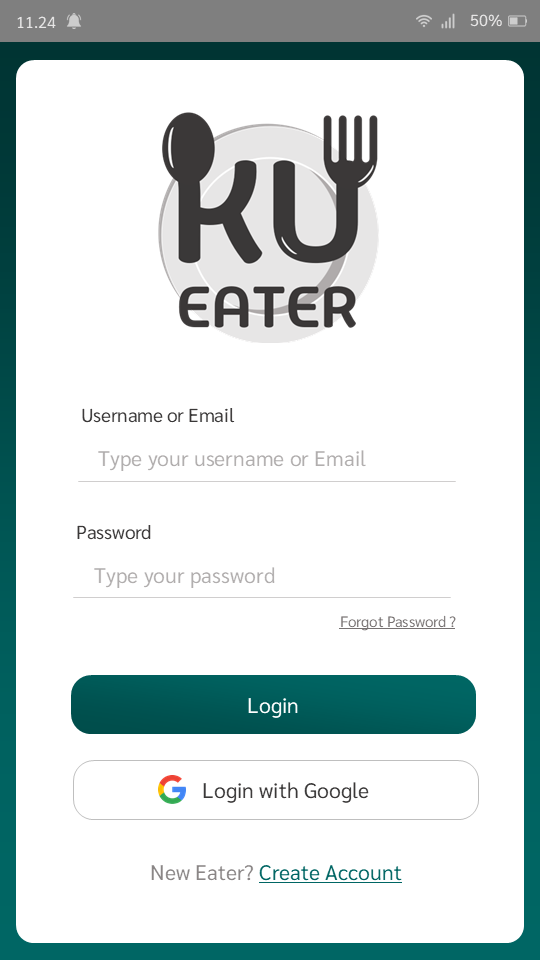 11.24 50%
KU
EATER
Username or Email
Type your username or Email
Password
Type your password
Forgot Password ?
Login
Login with Google
New Eater? Create Account